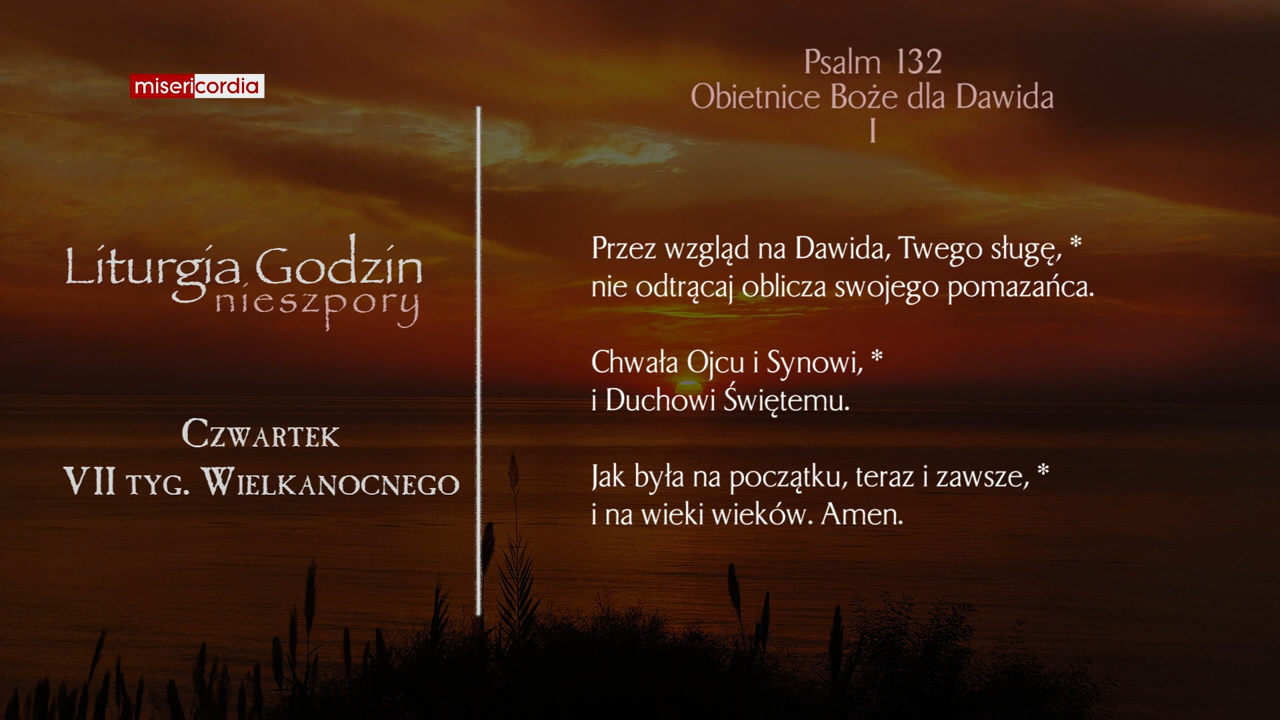 misericordia
Liturgia Godzin
nieszpory
Czwartek
VII tyg. Wielkanocnego
Psalm 132
Obietnice Boże dla Dawida
I
Przez wzgląd na Dawida, Twego sługę, *
nie odtrącaj oblicza swojego pomazańca.
Chwała Ojcu i Synowi, *
i Duchowi Świętemu.
Jak była na początku, teraz i zawsze, *
i na wieki wieków. Amen.